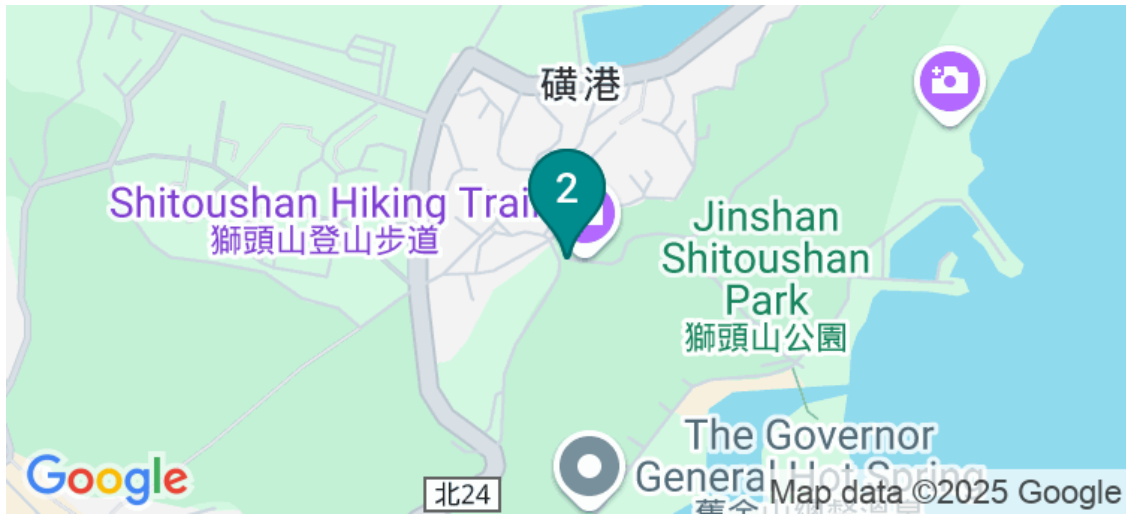 磺港
2
Shitoushan Hiking Trail
獅頭山登山步道
Jinshan
Shitoushan
Park
獅頭山公園
The Governor
General Hot Spring
Google
北24
Map data ©2025 Google